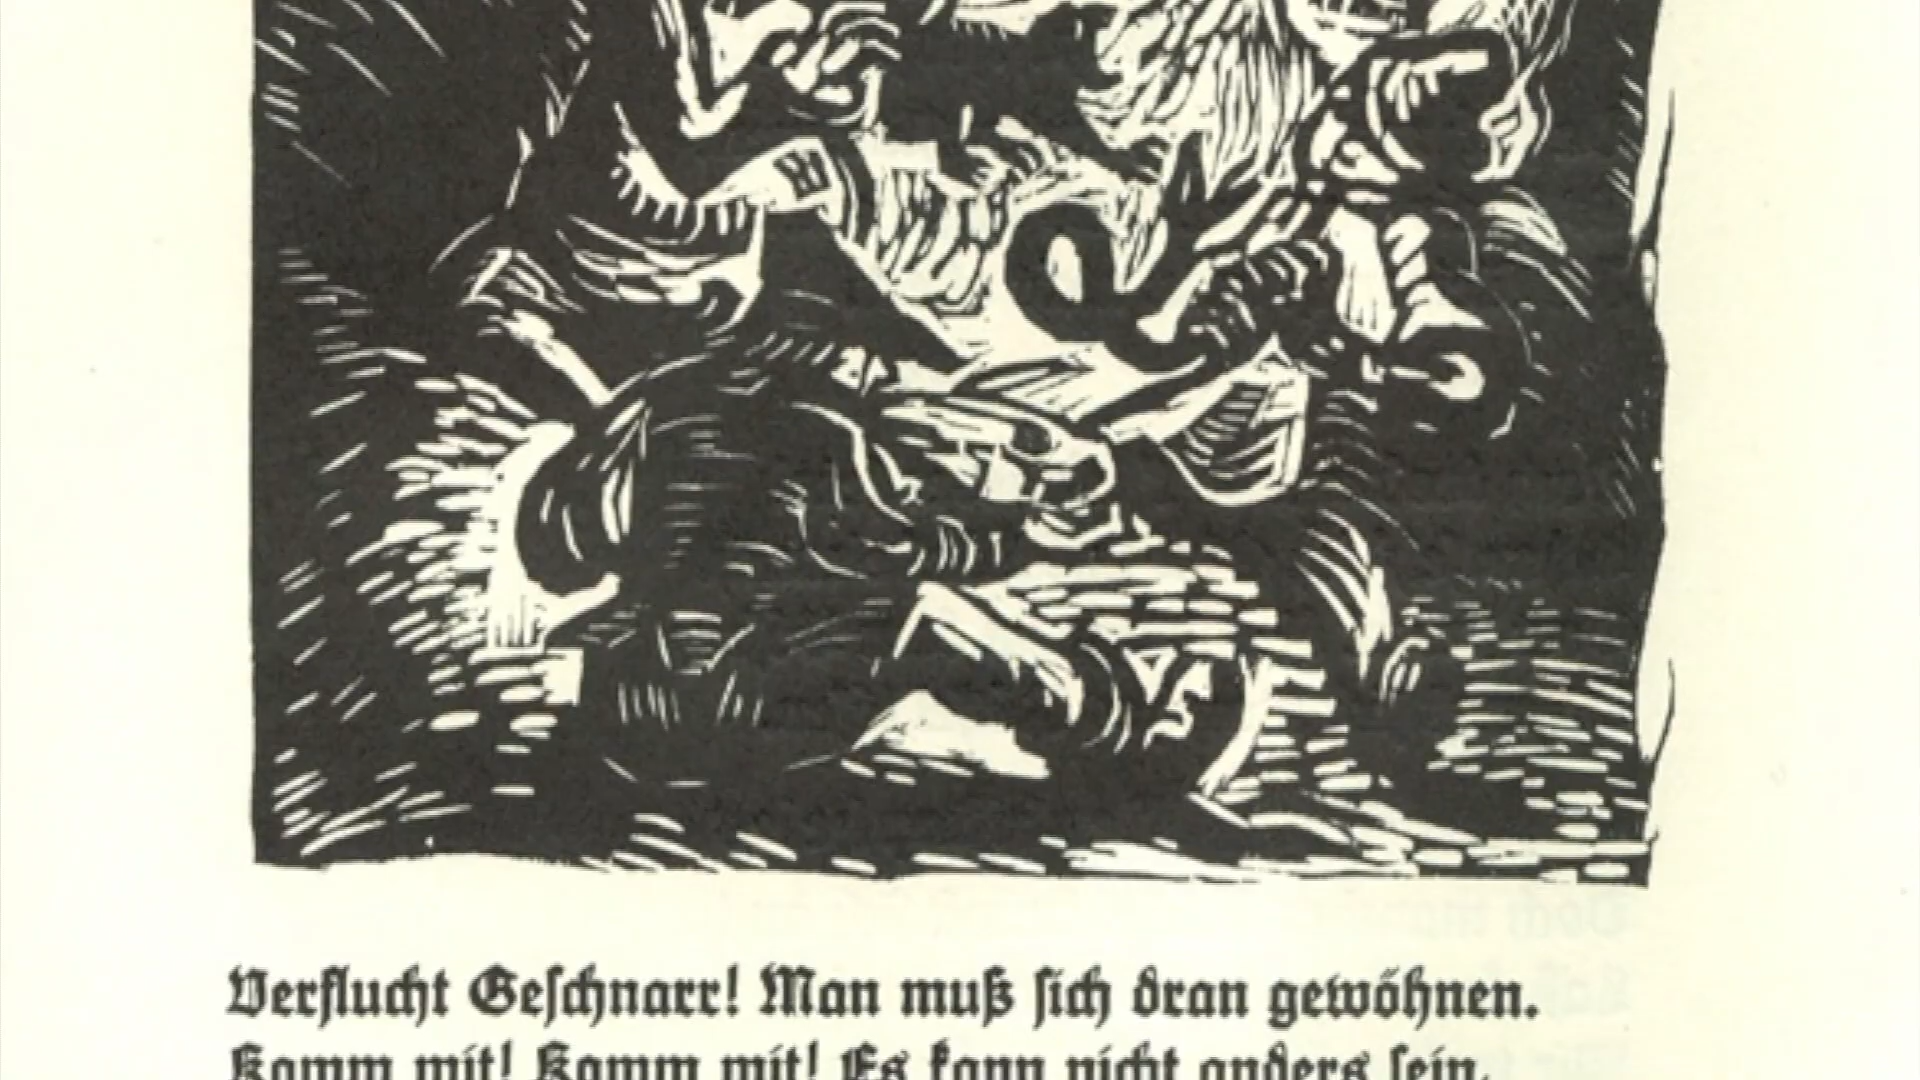 Verflucht Geschnarr! Man muß sich dran gewöhnen.
Komm mit! Komm mit! Es kann nicht anders sein,